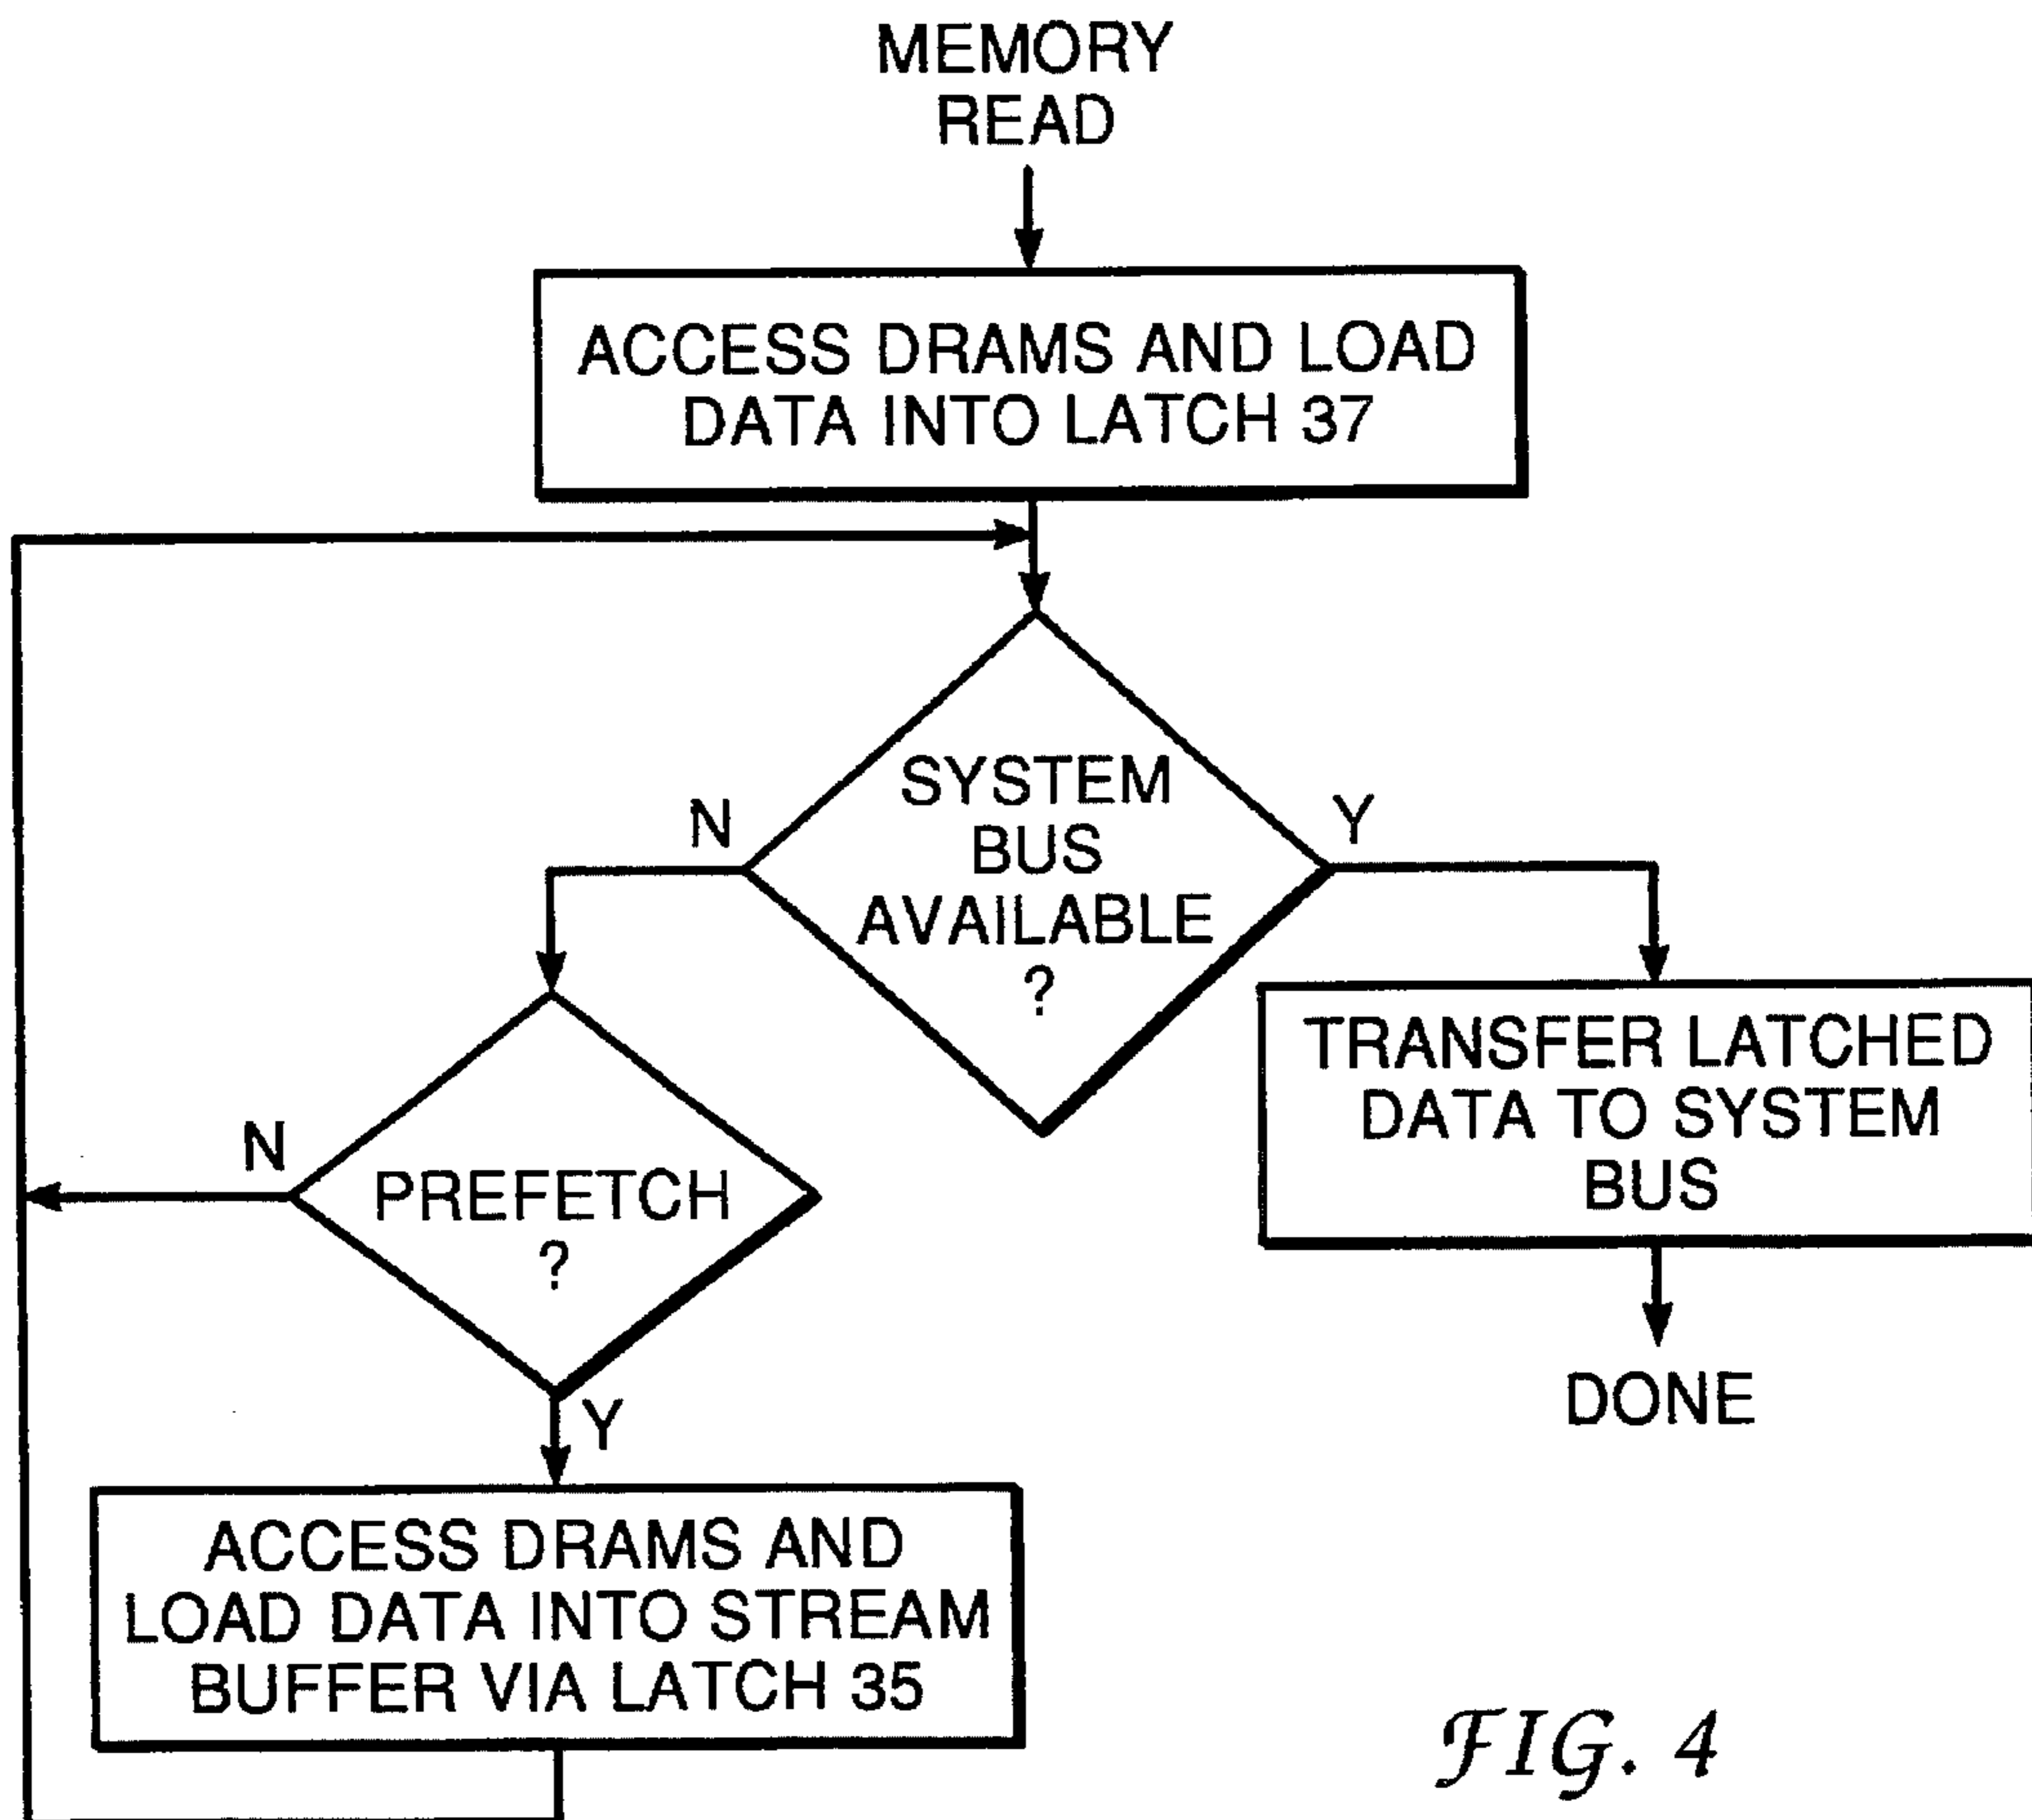 MEMORY
READ
ACCESS DRAMS AND LOAD
DATA INTO LATCH 37
SYSTEM
BUS
AVAILABLE
?
N
Y
TRANSFER LATCHED
DATA TO SYSTEM
BUS
DONE
PREFETCH
?
N
Y
ACCESS DRAMS AND
LOAD DATA INTO STREAM
BUFFER VIA LATCH 35
FIG. 4